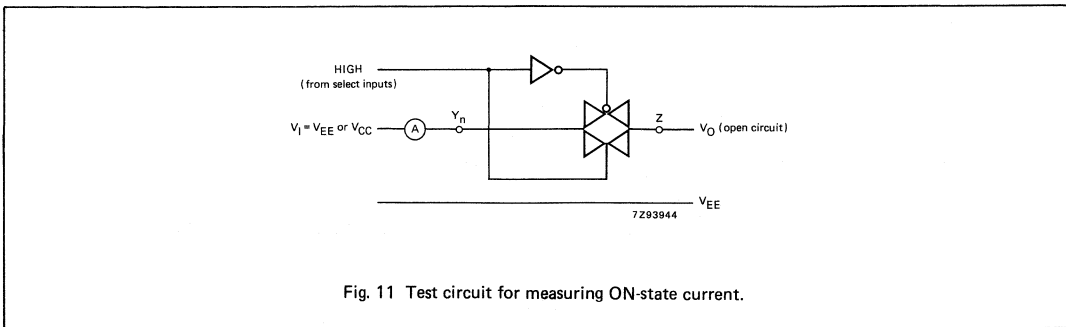 HIGH
(from select inputs)
V_I = V_EE or V_CC
A
Y_n
Z
V_O (open circuit)
V_EE
7Z93944
Fig. 11 Test circuit for measuring ON-state current.